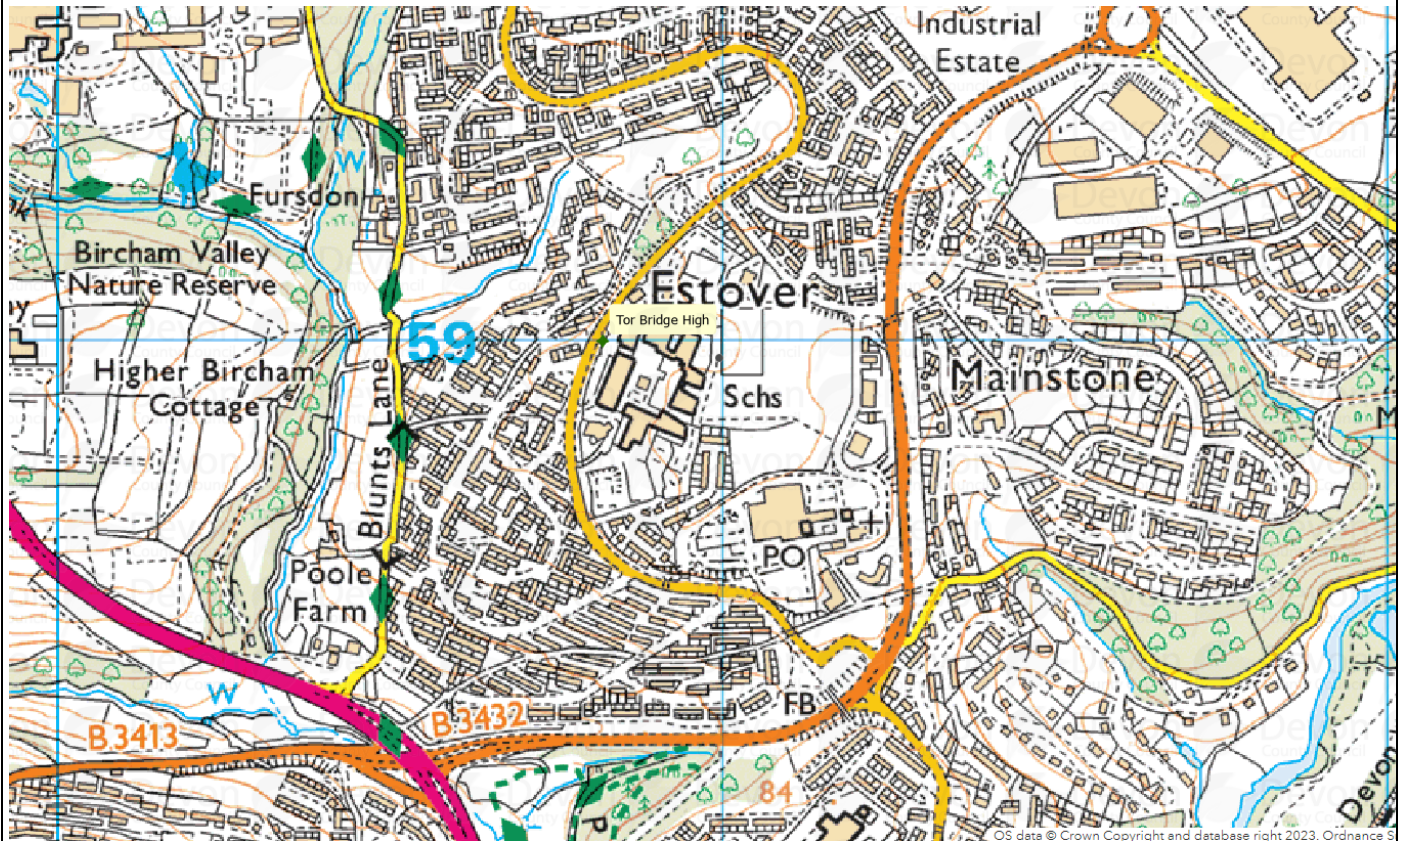 Industrial
Estate
W
Fursdon
Bircham Valley
Nature Reserve
Estover
Tor Bridge High
59
Higher Bircham
Cottage
Blunts Lane
Schs
Mainstone
M
PO
Poole
Farm
W
FB
B 3432
B 3413
84
P
Devon
OS data © Crown Copyright and database right 2023. Ordnance S